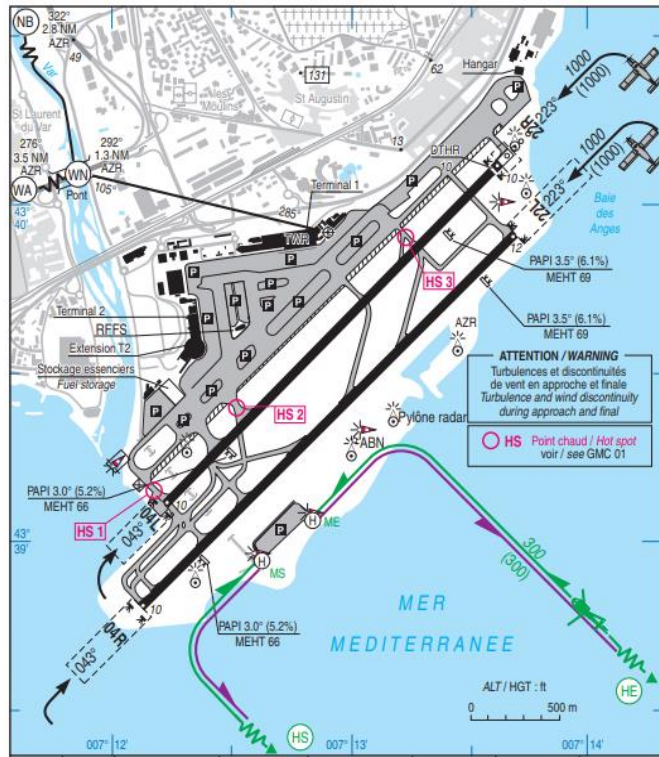 NB
322°
2.8 NM
AZR
49
Var
St Laurent
du Var
276°
3.5 NM
AZR
292°
1.3 NM
AZR
WA
WN
Pont
105°
285°
43°
40'
les
Moulins
131
St Augustin
62
13
Hangar
P
1000
(1000)
1000
(1000)
223°
22R
223°
22L
DTHR
10
10
12
Baie
des
Anges
Terminal 1
TWR
HS 3
PAPI 3.5° (6.1%)
MEHT 69
PAPI 3.5° (6.1%)
MEHT 69
Terminal 2
RFFS
Extension T2
Stockage essenciers
Fuel storage
AZR
ATTENTION / WARNING
Turbulences et discontinuités
de vent en approche et finale
Turbulence and wind discontinuity
during approach and final
HS Point chaud / Hot spot
voir / see GMC 01
HS 2
Pylône radar
ABN
PAPI 3.0° (5.2%)
MEHT 66
HS 1
10
04L
043°
43°
39'
H
ME
H
MS
P
10
04R
043°
PAPI 3.0° (5.2%)
MEHT 66
300
(300)
MER
MEDITERRANEE
HE
HS
ALT / HGT : ft
0
500 m
007° 12'
007° 13'
007° 14'